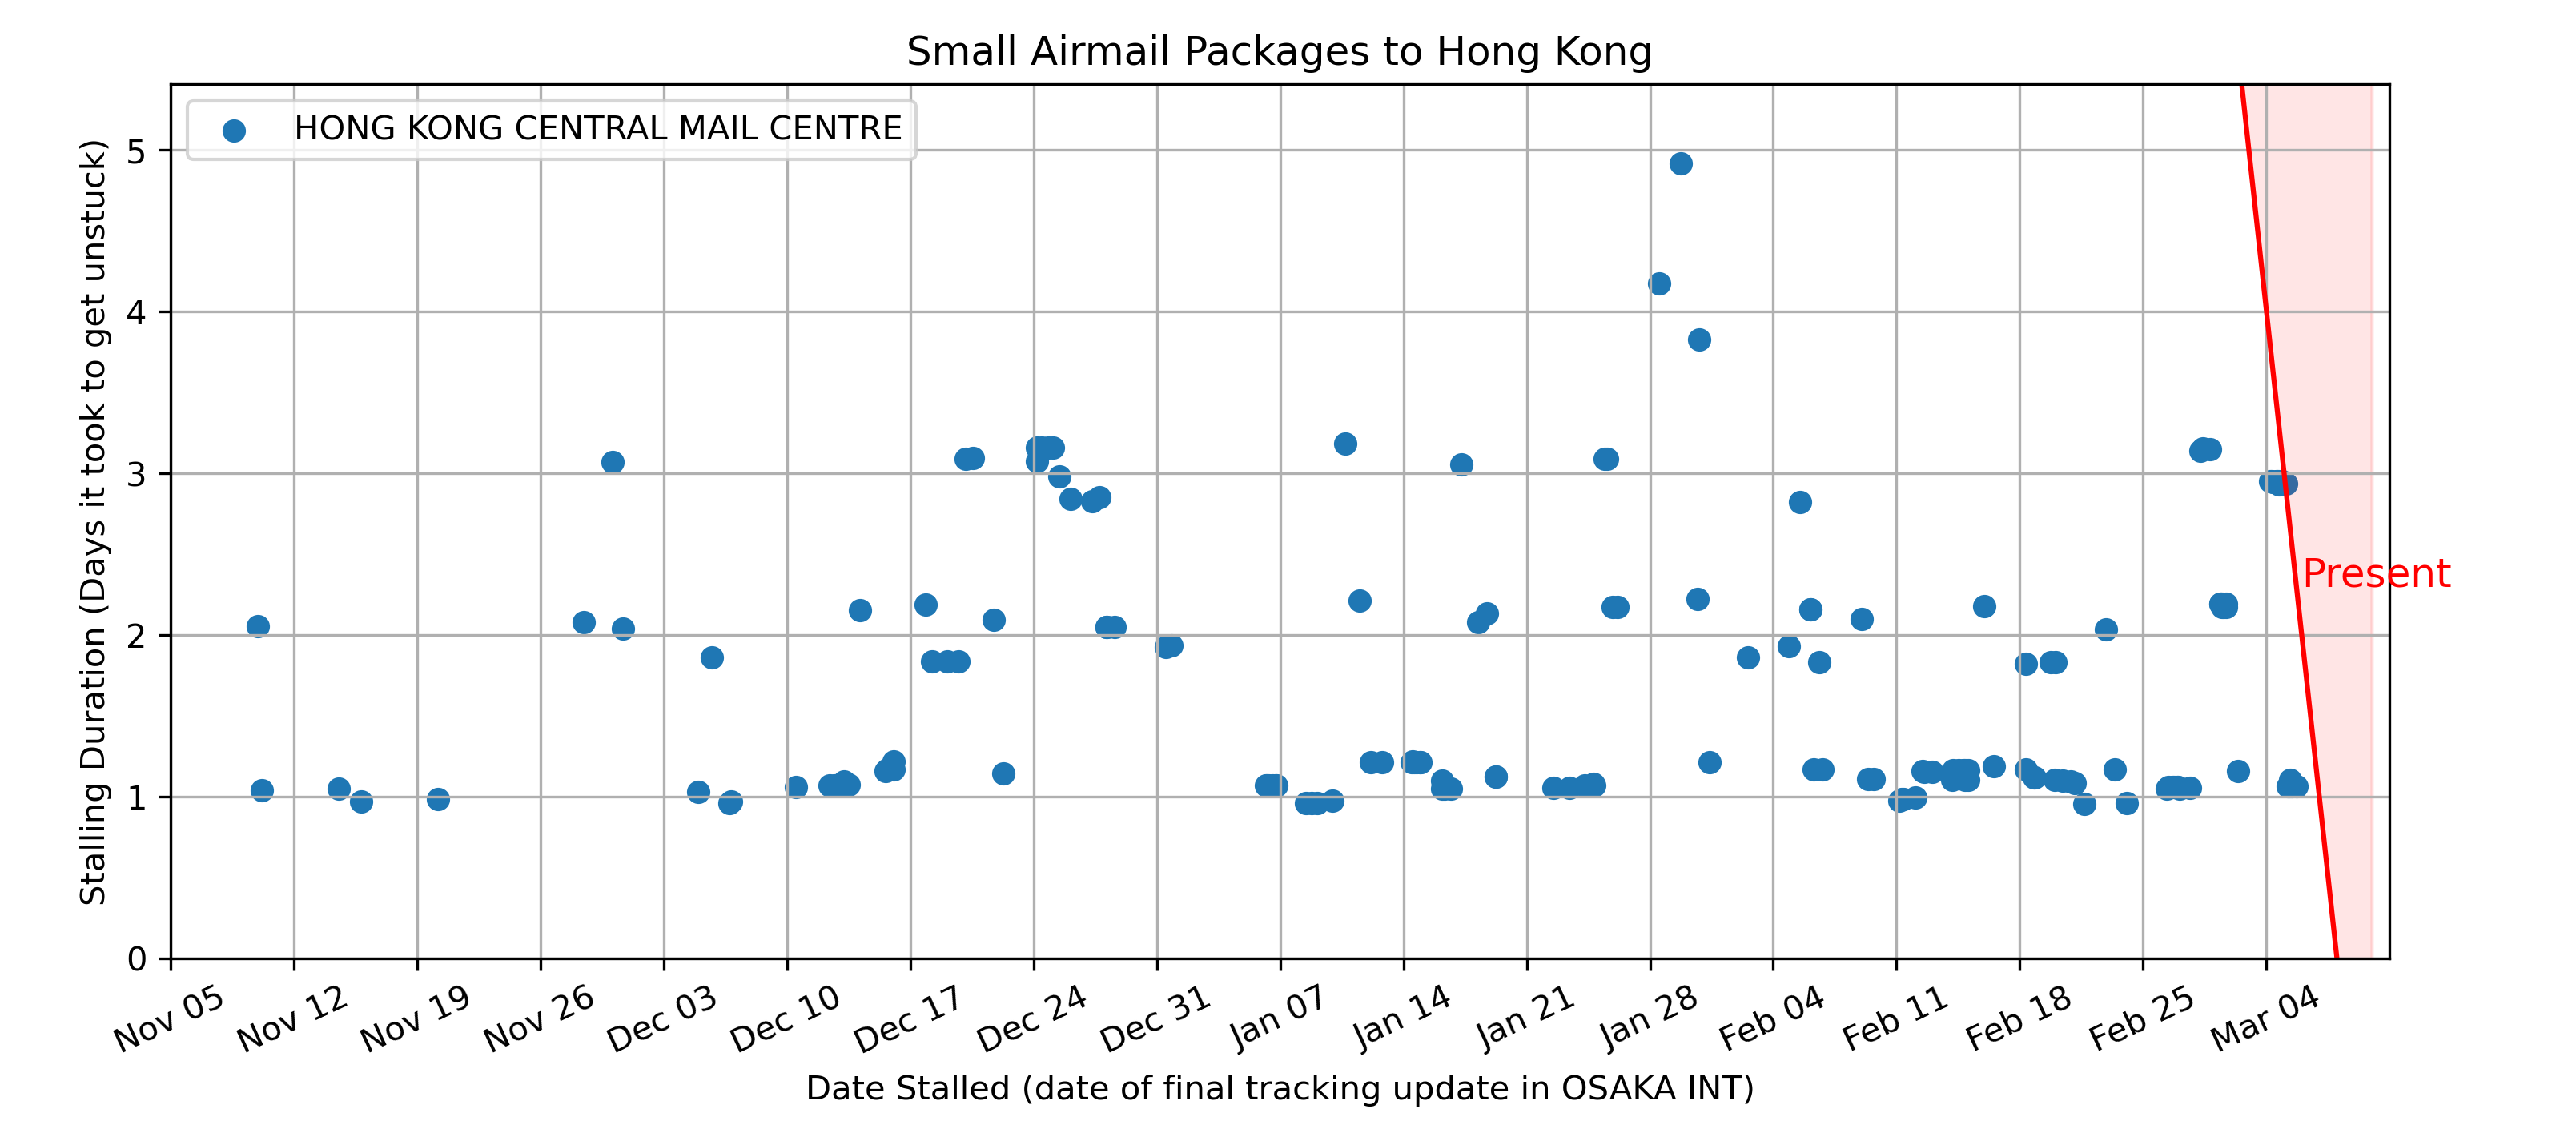 Small Airmail Packages to Hong Kong
HONG KONG CENTRAL MAIL CENTRE
Stalling Duration (Days it took to get unstuck)
5
4
3
2
1
0
Present
Nov 05
Nov 12
Nov 19
Nov 26
Dec 03
Dec 10
Dec 17
Dec 24
Dec 31
Jan 07
Jan 14
Jan 21
Jan 28
Feb 04
Feb 11
Feb 18
Feb 25
Mar 04
Date Stalled (date of final tracking update in OSAKA INT)